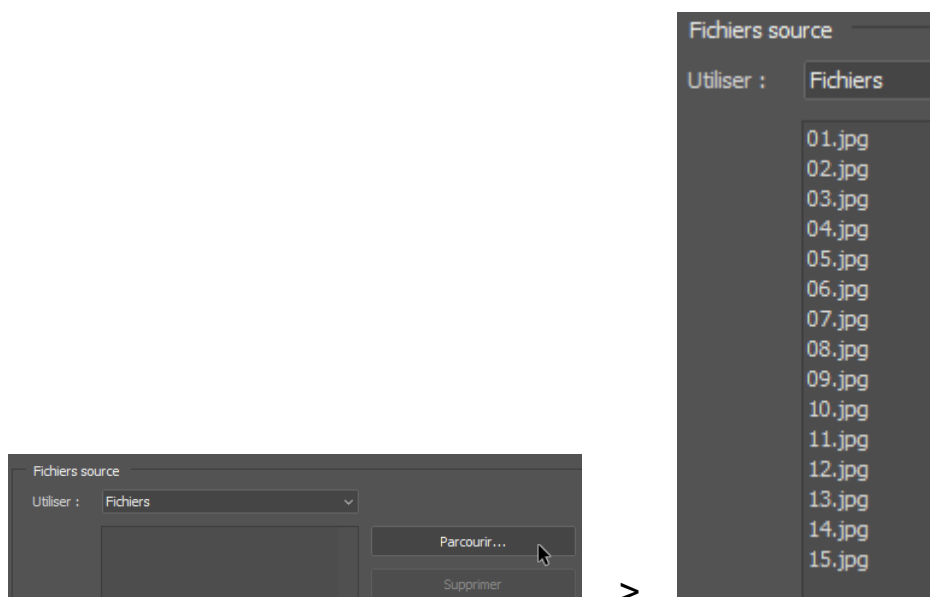 Fichiers source
Utiliser : Fichiers
Parcourir...
Supprimer
>
Fichiers source
Utiliser : Fichiers
01.jpg
02.jpg
03.jpg
04.jpg
05.jpg
06.jpg
07.jpg
08.jpg
09.jpg
10.jpg
11.jpg
12.jpg
13.jpg
14.jpg
15.jpg